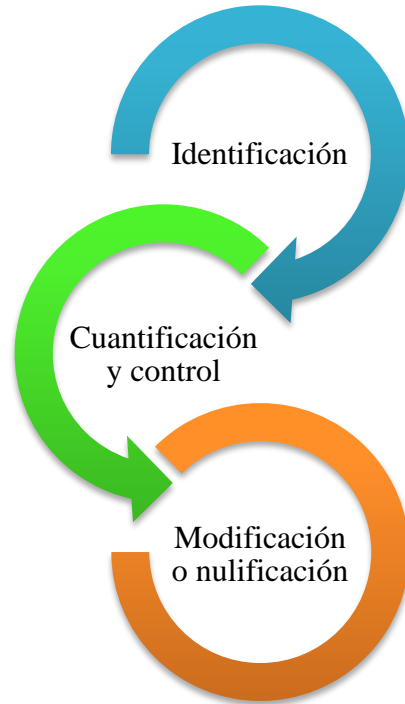 Identificación
Cuantificación
y control
Modificación
o nulificación